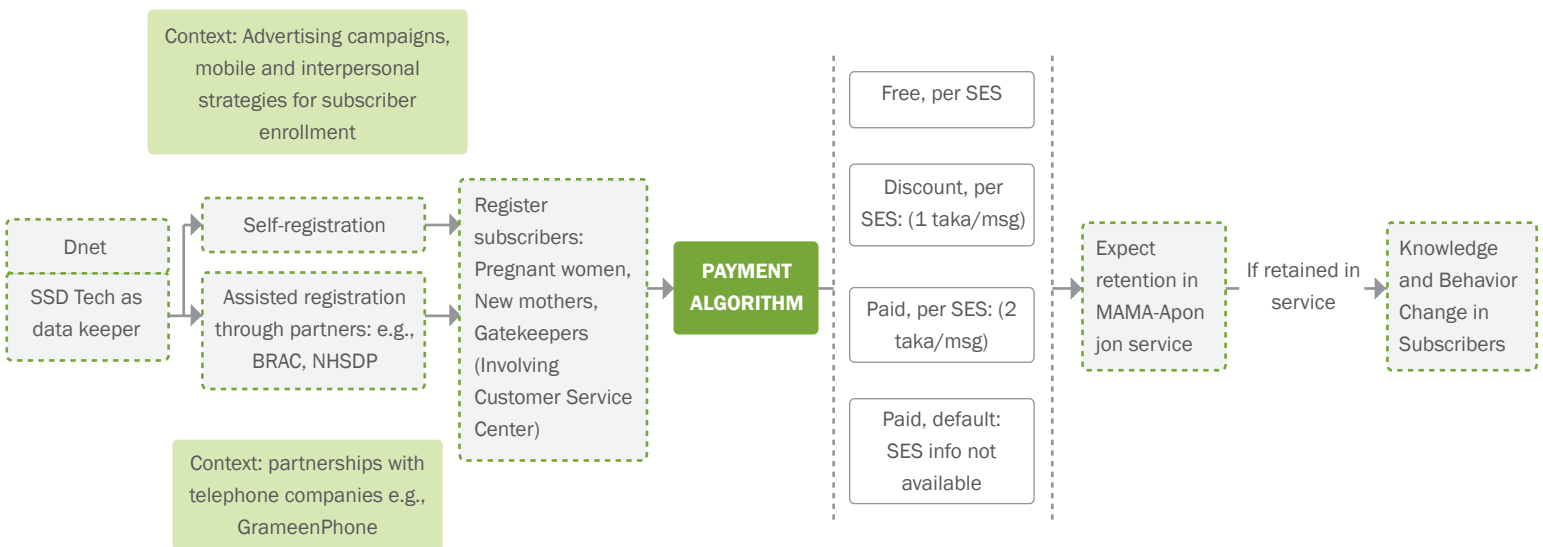 Context: Advertising campaigns,
mobile and interpersonal
strategies for subscriber
enrollment
Dnet
SSD Tech as
data keeper
Self-registration
Assisted registration
through partners: e.g.,
BRAC, NHSDP
Context: partnerships with
telephone companies e.g.,
GrameenPhone
Register
subscribers:
Pregnant women,
New mothers,
Gatekeepers
(Involving
Customer Service
Center)
PAYMENT
ALGORITHM
Free, per SES
Discount, per
SES: (1 taka/msg)
Paid, per SES: (2
taka/msg)
Paid, default:
SES info not
available
Expect
retention in
MAMA-Apon
jon service
If retained in
service
Knowledge
and Behavior
Change in
Subscribers